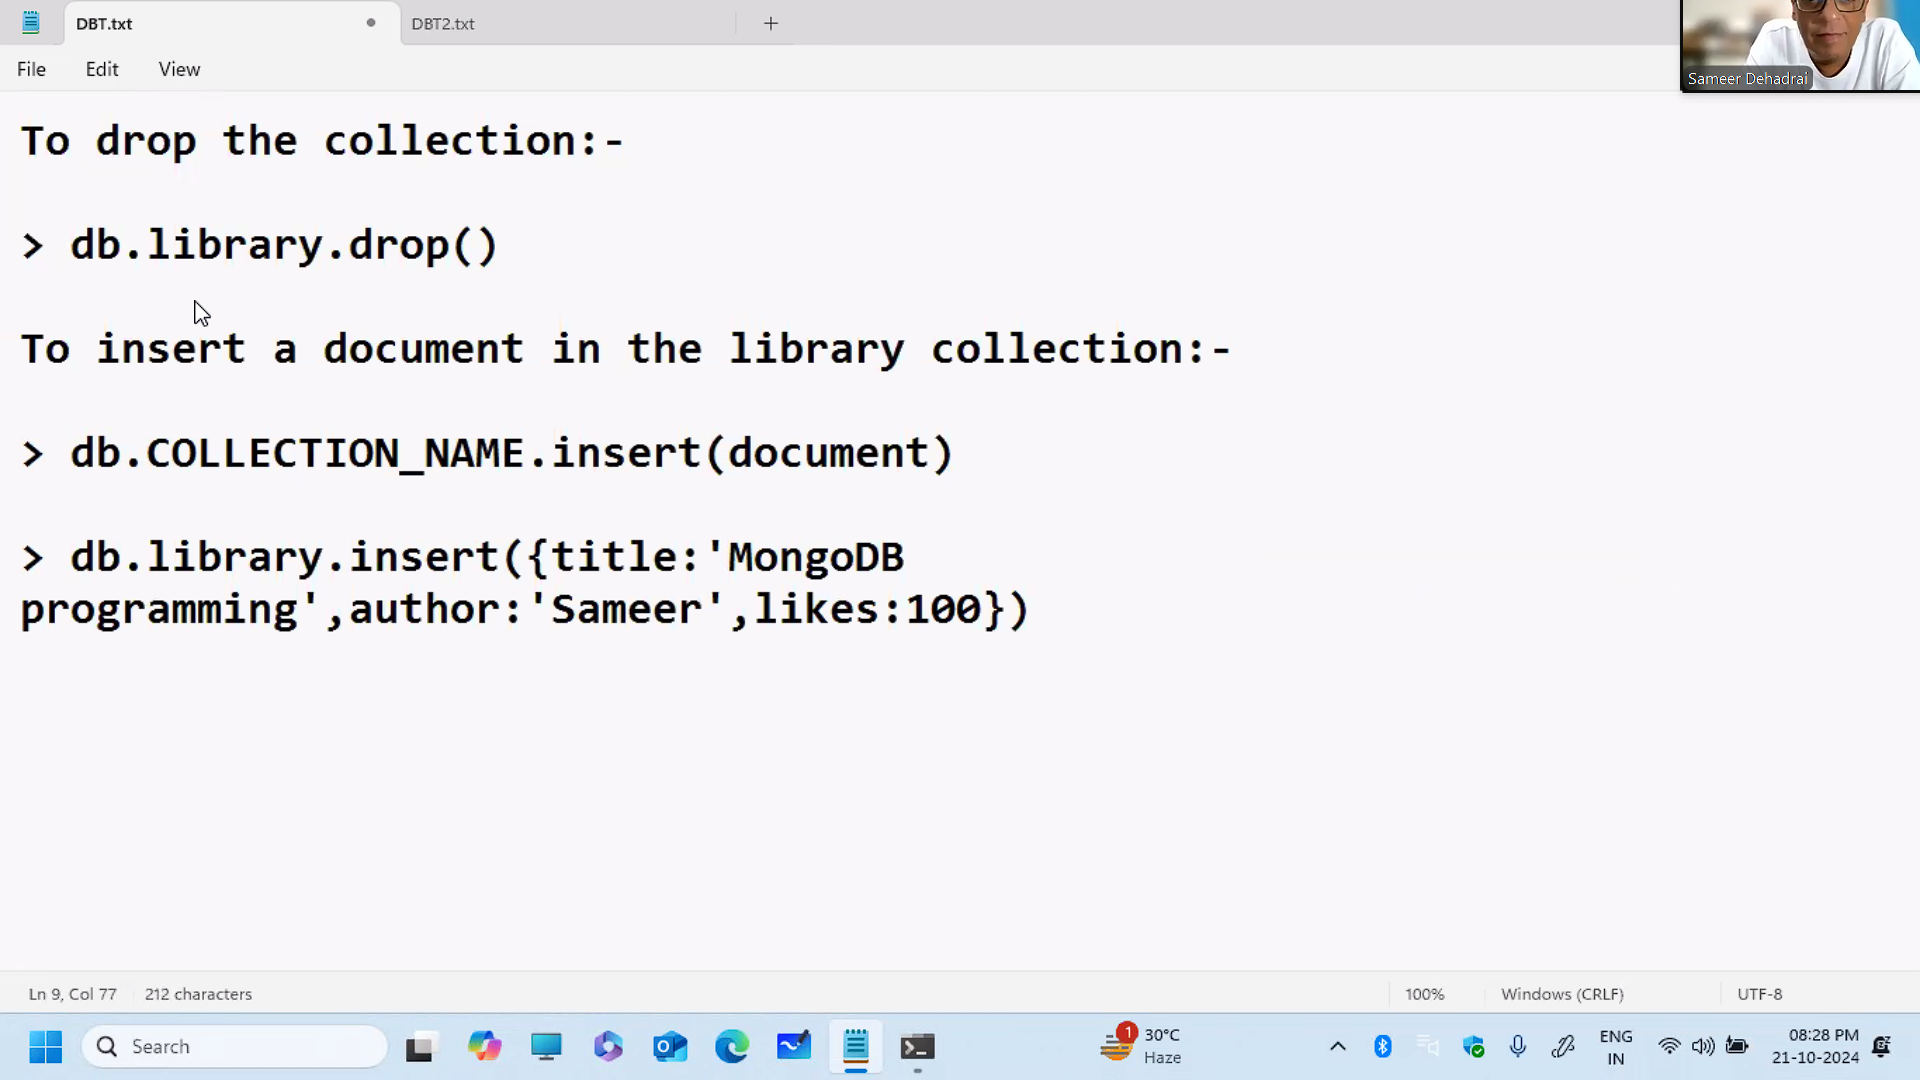 DBT.txt
DBT2.txt
File Edit View
Sameer Dehadrai
To drop the collection:-
> db.library.drop()
To insert a document in the library collection:-
> db.COLLECTION_NAME.insert(document)
> db.library.insert({title:'MongoDB
programming',author:'Sameer',likes:100})
Ln 9, Col 77 212 characters 100% Windows (CRLF) UTF-8
Search
1
30°C
Haze
ENG
IN
08:28 PM
21-10-2024